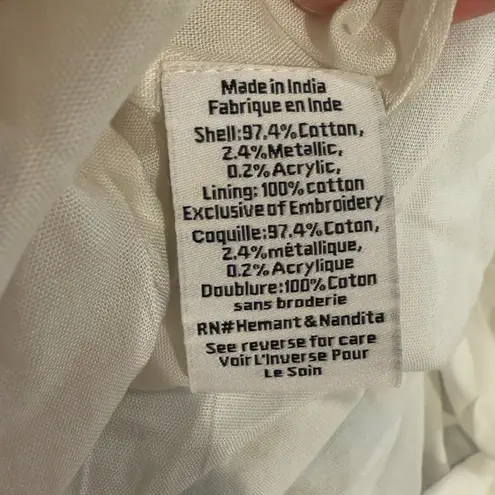 Made in India
Fabrique en Inde
Shell:97.4%Cotton,
2.4%Metallic,
0.2%Acrylic,
Lining:100%cotton
Exclusive of Embroidery
Coquille:97.4%Coton,
2.4%métallique,
0.2%Acrylique
Doublure:100%Coton
sans broderie
RN#Hemant&Nandita
See reverse for care
Voir L'Inverse Pour
Le Soin